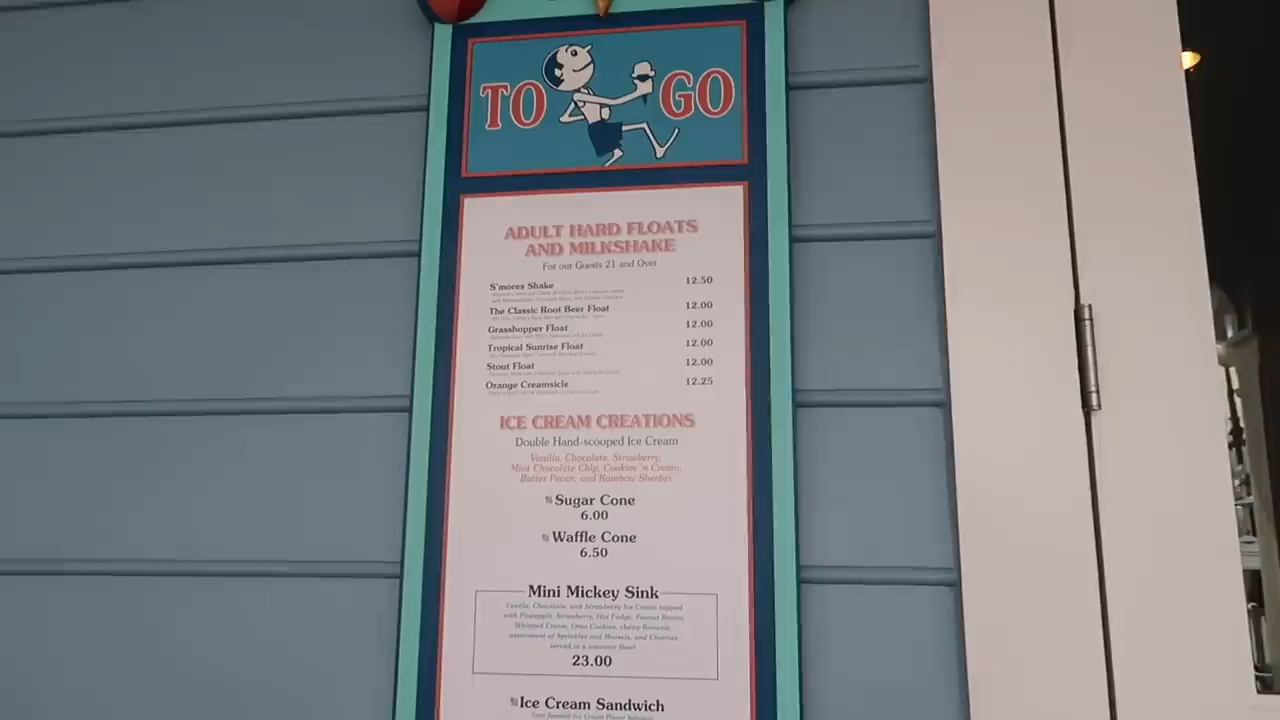 TO GO
ADULT HARD FLOATS
AND MILKSHAKE
For our Guests 21 and Over
S'mores Shake 12.50
The Classic Root Beer Float 12.00
Grasshopper Float 12.00
Tropical Sunrise Float 12.00
Stout Float 12.00
Orange Creamsicle 12.25
ICE CREAM CREATIONS
Double Hand-scooped Ice Cream
Vanilla, Chocolate, Strawberry,
Mint Chocolate Chip, Cookies 'n Cream,
Butter Pecan, and Rainbow Sherbet
Sugar Cone
6.00
Waffle Cone
6.50
Mini Mickey Sink
Vanilla, Chocolate, and Strawberry Ice Cream topped
with Pineapple, Strawberry, Hot Fudge, Peanut Butter,
Whipped Cream, Oreo Cookies, chewy Brownie,
assortment of Sprinkles and Morsels, and Cherries
served in a souvenir Bowl
23.00
Ice Cream Sandwich